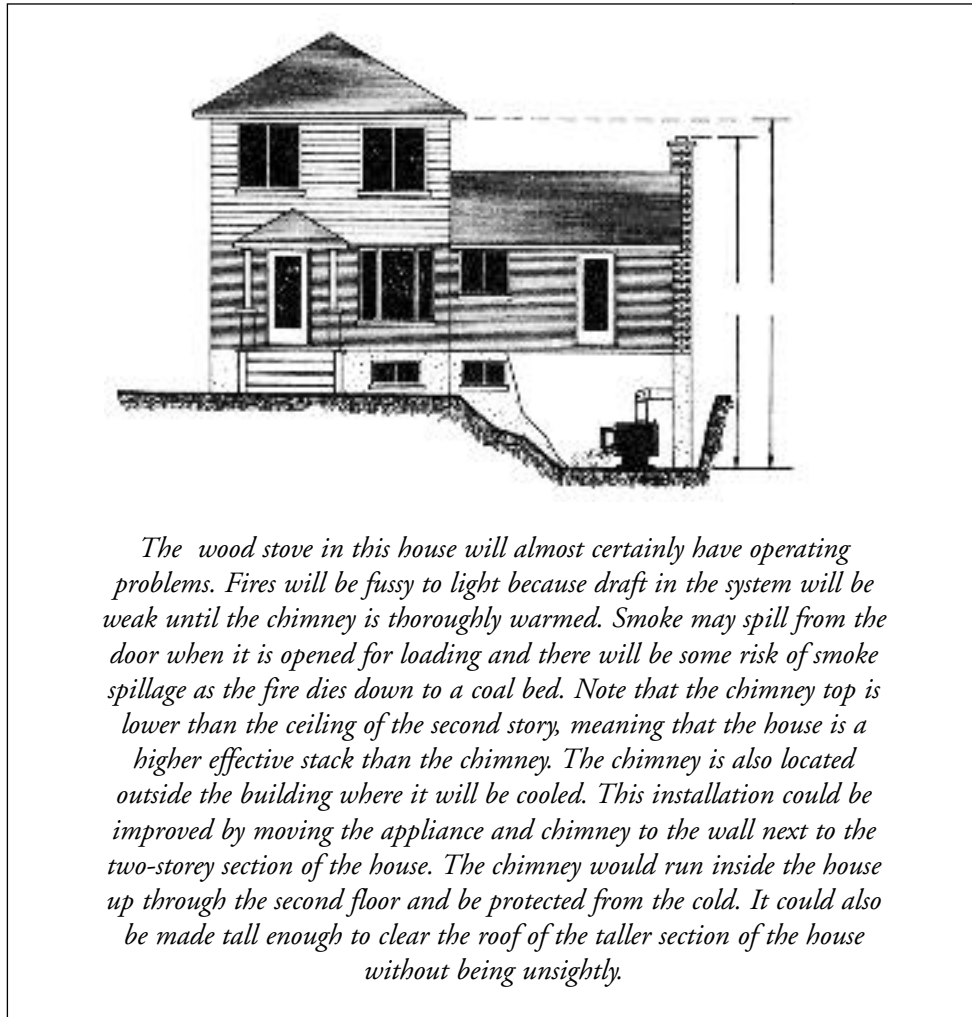 The wood stove in this house will almost certainly have operating
problems. Fires will be fussy to light because draft in the system will be
weak until the chimney is thoroughly warmed. Smoke may spill from the
door when it is opened for loading and there will be some risk of smoke
spillage as the fire dies down to a coal bed. Note that the chimney top is
lower than the ceiling of the second story, meaning that the house is a
higher effective stack than the chimney. The chimney is also located
outside the building where it will be cooled. This installation could be
improved by moving the appliance and chimney to the wall next to the
two-storey section of the house. The chimney would run inside the house
up through the second floor and be protected from the cold. It could also
be made tall enough to clear the roof of the taller section of the house
without being unsightly.